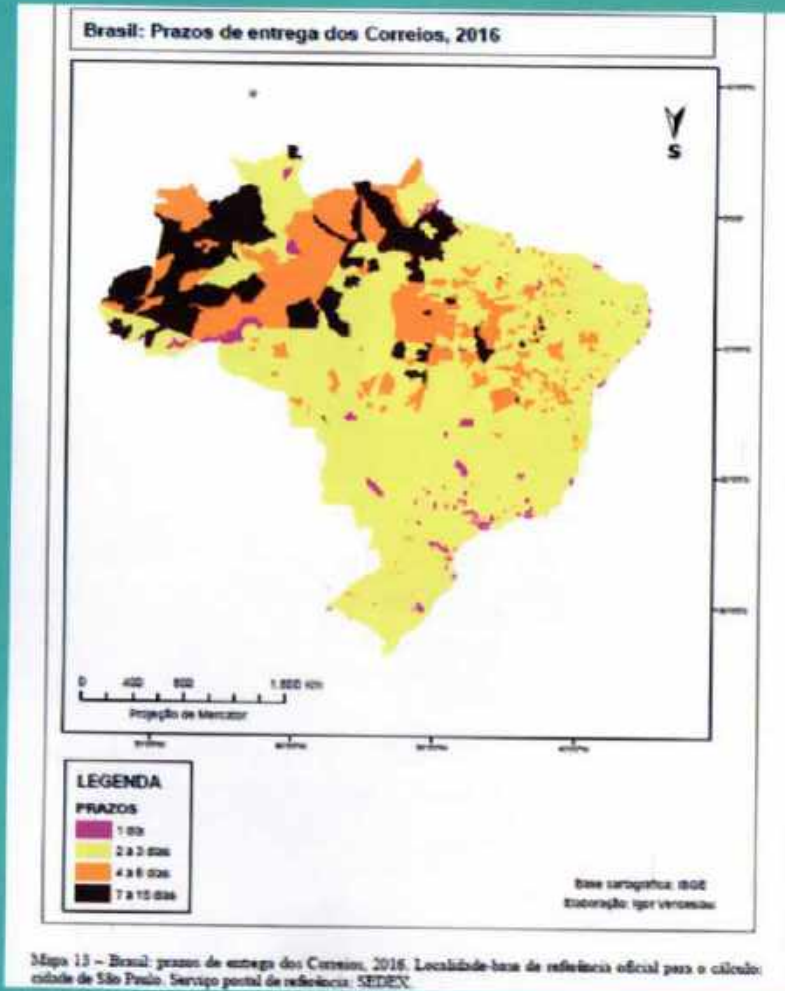 Brasil: Prazos de entrega dos Correios, 2016
S
0 400 800 1.600 Km
Projeção de Mercator
LEGENDA
PRAZOS
1 dia
2 a 3 dias
4 a 6 dias
7 a 15 dias
Base cartográfica: IBGE
Elaboração: Igor Venceslau
Mapa 13 – Brasil: prazos de entrega dos Correios, 2016. Localidade-base de referência oficial para o cálculo:
cidade de São Paulo. Serviço postal de referência: SEDEX.